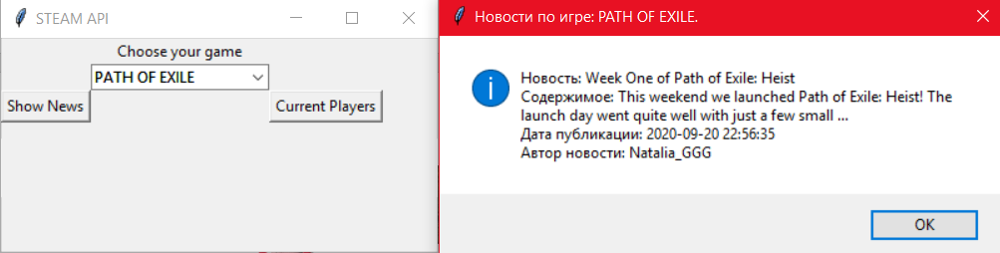 STEAM API
Choose your game
PATH OF EXILE
Show News
Current Players
Новости по игре: PATH OF EXILE.
Новость: Week One of Path of Exile: Heist
Содержимое: This weekend we launched Path of Exile: Heist! The
launch day went quite well with just a few small ...
Дата публикации: 2020-09-20 22:56:35
Автор новости: Natalia_GGG
OK